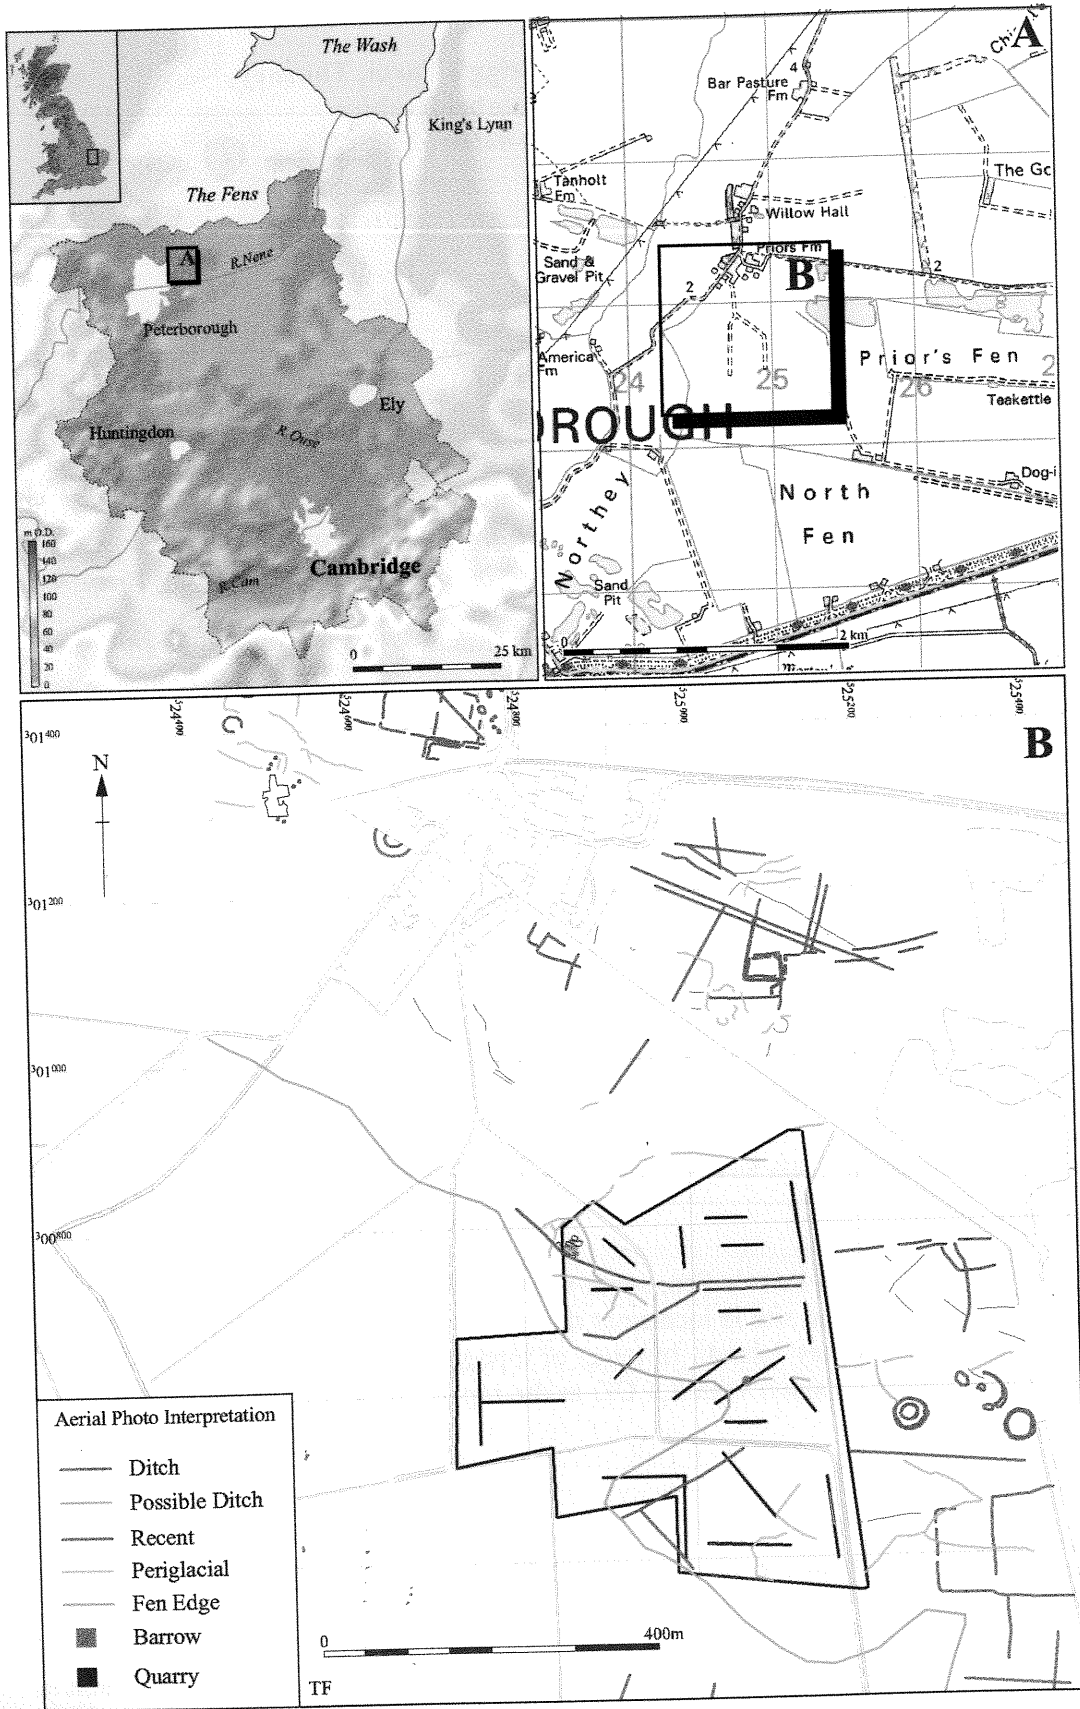 The Wash
King's Lynn
The Fens
A
R.Nene
Peterborough
Ely
Huntingdon
R.Ouse
m O.D.
160
140
120
100
80
60
40
20
0
R.Cam
Cambridge
0
25 km
A
4
Bar Pasture
Fm
The Go
Tanholt
Fm
Willow Hall
Priors Fm
Sand &
Gravel Pit
B
2
2
America
Fm
24
25
26
2
Prior's Fen
Teakettle
OROUGH
Northey
North
Fen
Dog-i
Sand
Pit
0
2 km
B
524400
524600
524800
525000
525200
525400
301400
N
301200
301000
300800
Aerial Photo Interpretation
Ditch
Possible Ditch
Recent
Periglacial
Fen Edge
Barrow
Quarry
0
400m
TF